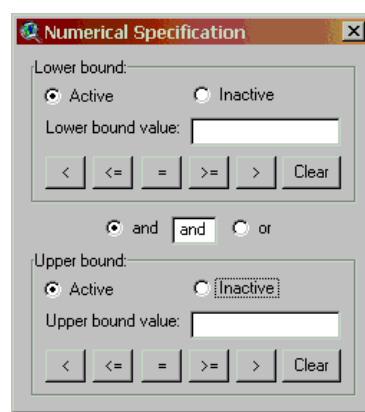 Numerical Specification
Lower bound:
Active Inactive
Lower bound value:
< <= = >= > Clear
and and or
Upper bound:
Active Inactive
Upper bound value:
< <= = >= > Clear